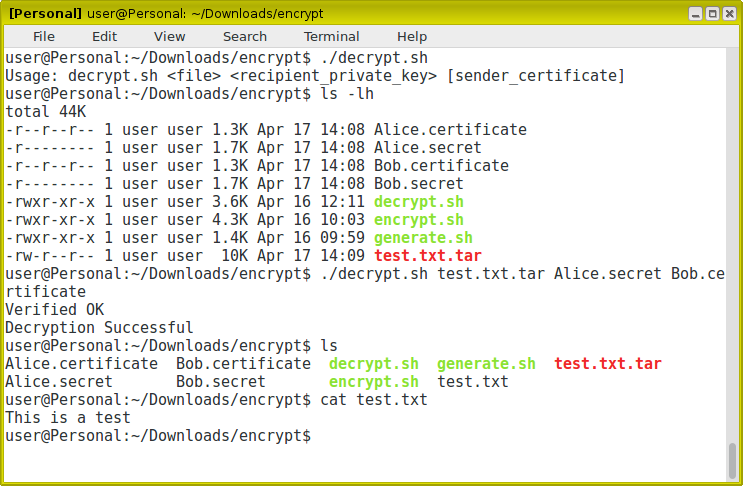 [Personal] user@Personal: ~/Downloads/encrypt
File Edit View Search Terminal Help
user@Personal:~/Downloads/encrypt$ ./decrypt.sh
Usage: decrypt.sh <file> <recipient_private_key> [sender_certificate]
user@Personal:~/Downloads/encrypt$ ls -lh
total 44K
-r--r--r-- 1 user user 1.3K Apr 17 14:08 Alice.certificate
-r-------- 1 user user 1.7K Apr 17 14:08 Alice.secret
-r--r--r-- 1 user user 1.3K Apr 17 14:08 Bob.certificate
-r-------- 1 user user 1.7K Apr 17 14:08 Bob.secret
-rwxr-xr-x 1 user user 3.6K Apr 16 12:11 decrypt.sh
-rwxr-xr-x 1 user user 4.3K Apr 16 10:03 encrypt.sh
-rwxr-xr-x 1 user user 1.4K Apr 16 09:59 generate.sh
-rw-r--r-- 1 user user  10K Apr 17 14:09 test.txt.tar
user@Personal:~/Downloads/encrypt$ ./decrypt.sh test.txt.tar Alice.secret Bob.ce
rtificate
Verified OK
Decryption Successful
user@Personal:~/Downloads/encrypt$ ls
Alice.certificate  Bob.certificate  decrypt.sh  generate.sh  test.txt.tar
Alice.secret       Bob.secret       encrypt.sh  test.txt
user@Personal:~/Downloads/encrypt$ cat test.txt
This is a test
user@Personal:~/Downloads/encrypt$